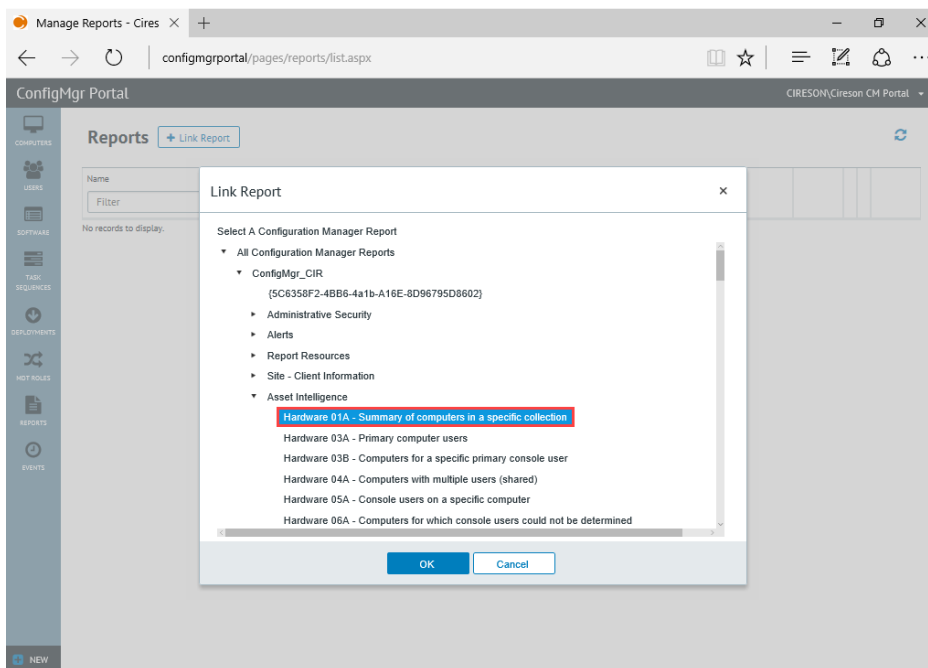 Manage Reports - Cires
configmgrportal/pages/reports/list.aspx
ConfigMgr Portal
CIRESON\Cireson CM Portal
COMPUTERS
USERS
SOFTWARE
TASK
SEQUENCES
DEPLOYMENTS
MDT ROLES
REPORTS
EVENTS
NEW
Reports
+ Link Report
Name
Filter
No records to display.
Link Report
Select A Configuration Manager Report
All Configuration Manager Reports
ConfigMgr_CIR
{5C6358F2-4BB6-4a1b-A16E-8D96795D8602}
Administrative Security
Alerts
Report Resources
Site - Client Information
Asset Intelligence
Hardware 01A - Summary of computers in a specific collection
Hardware 03A - Primary computer users
Hardware 03B - Computers for a specific primary console user
Hardware 04A - Computers with multiple users (shared)
Hardware 05A - Console users on a specific computer
Hardware 06A - Computers for which console users could not be determined
OK
Cancel